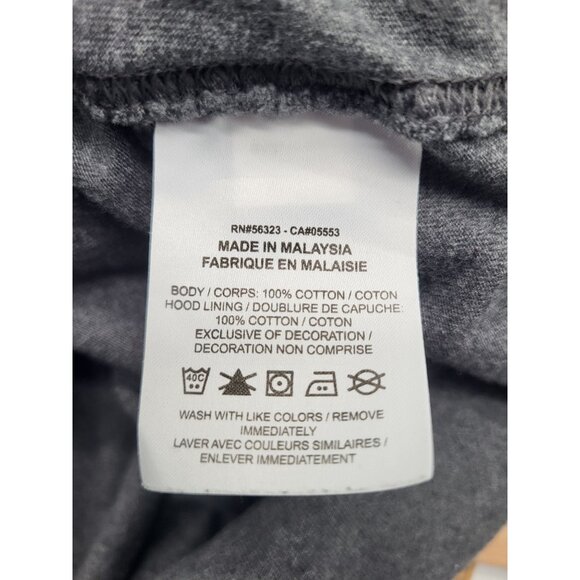 RN#56323 - CA#05553
MADE IN MALAYSIA
FABRIQUE EN MALAISIE
BODY / CORPS: 100% COTTON / COTON
HOOD LINING / DOUBLURE DE CAPUCHE:
100% COTTON / COTON
EXCLUSIVE OF DECORATION /
DECORATION NON COMPRISE
40C
WASH WITH LIKE COLORS / REMOVE
IMMEDIATELY
LAVER AVEC COULEURS SIMILAIRES /
ENLEVER IMMEDIATEMENT